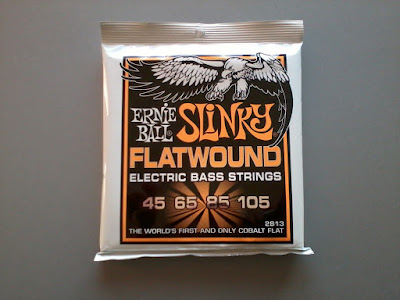 ERNIE BALL® SLINKY
FLATWOUND
ELECTRIC BASS STRINGS
45 65 85 105
2813
THE WORLD'S FIRST AND ONLY COBALT FLAT